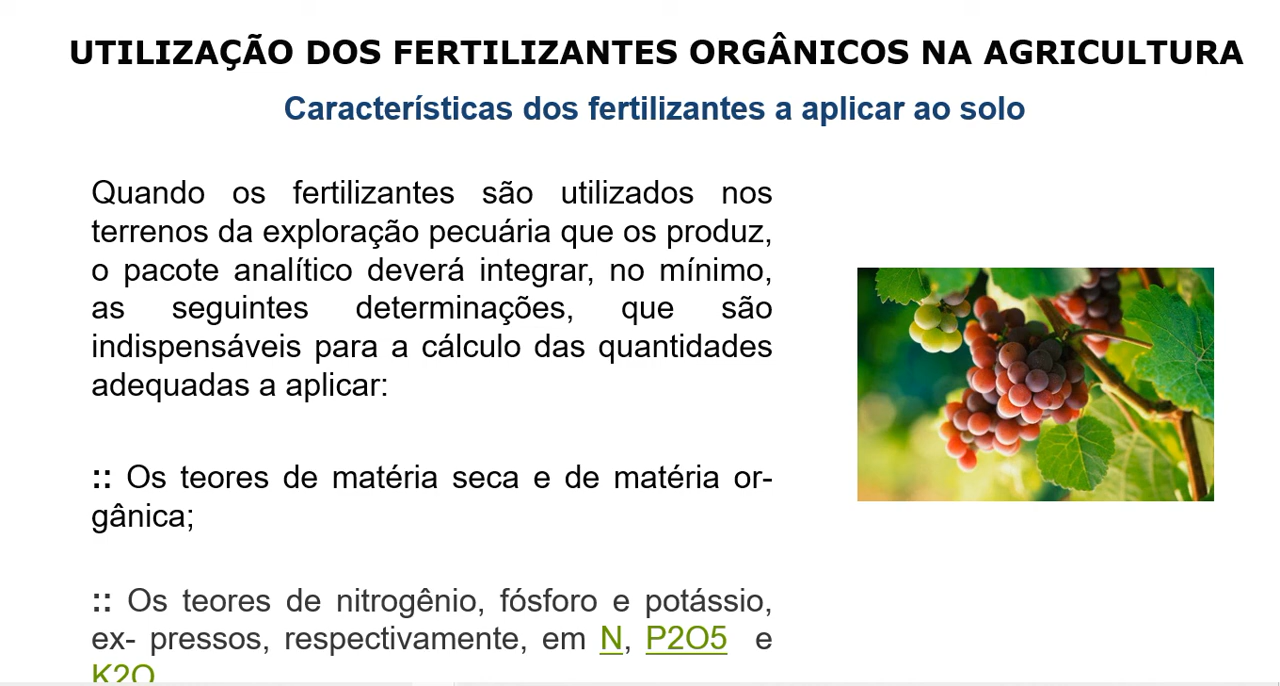 UTILIZAÇÃO DOS FERTILIZANTES ORGÂNICOS NA AGRICULTURA
Características dos fertilizantes a aplicar ao solo
Quando os fertilizantes são utilizados nos
terrenos da exploração pecuária que os produz,
o pacote analítico deverá integrar, no mínimo,
as seguintes determinações, que são
indispensáveis para a cálculo das quantidades
adequadas a aplicar:
:: Os teores de matéria seca e de matéria or-
gânica;
:: Os teores de nitrogênio, fósforo e potássio,
ex- pressos, respectivamente, em N, P2O5 e
K2O